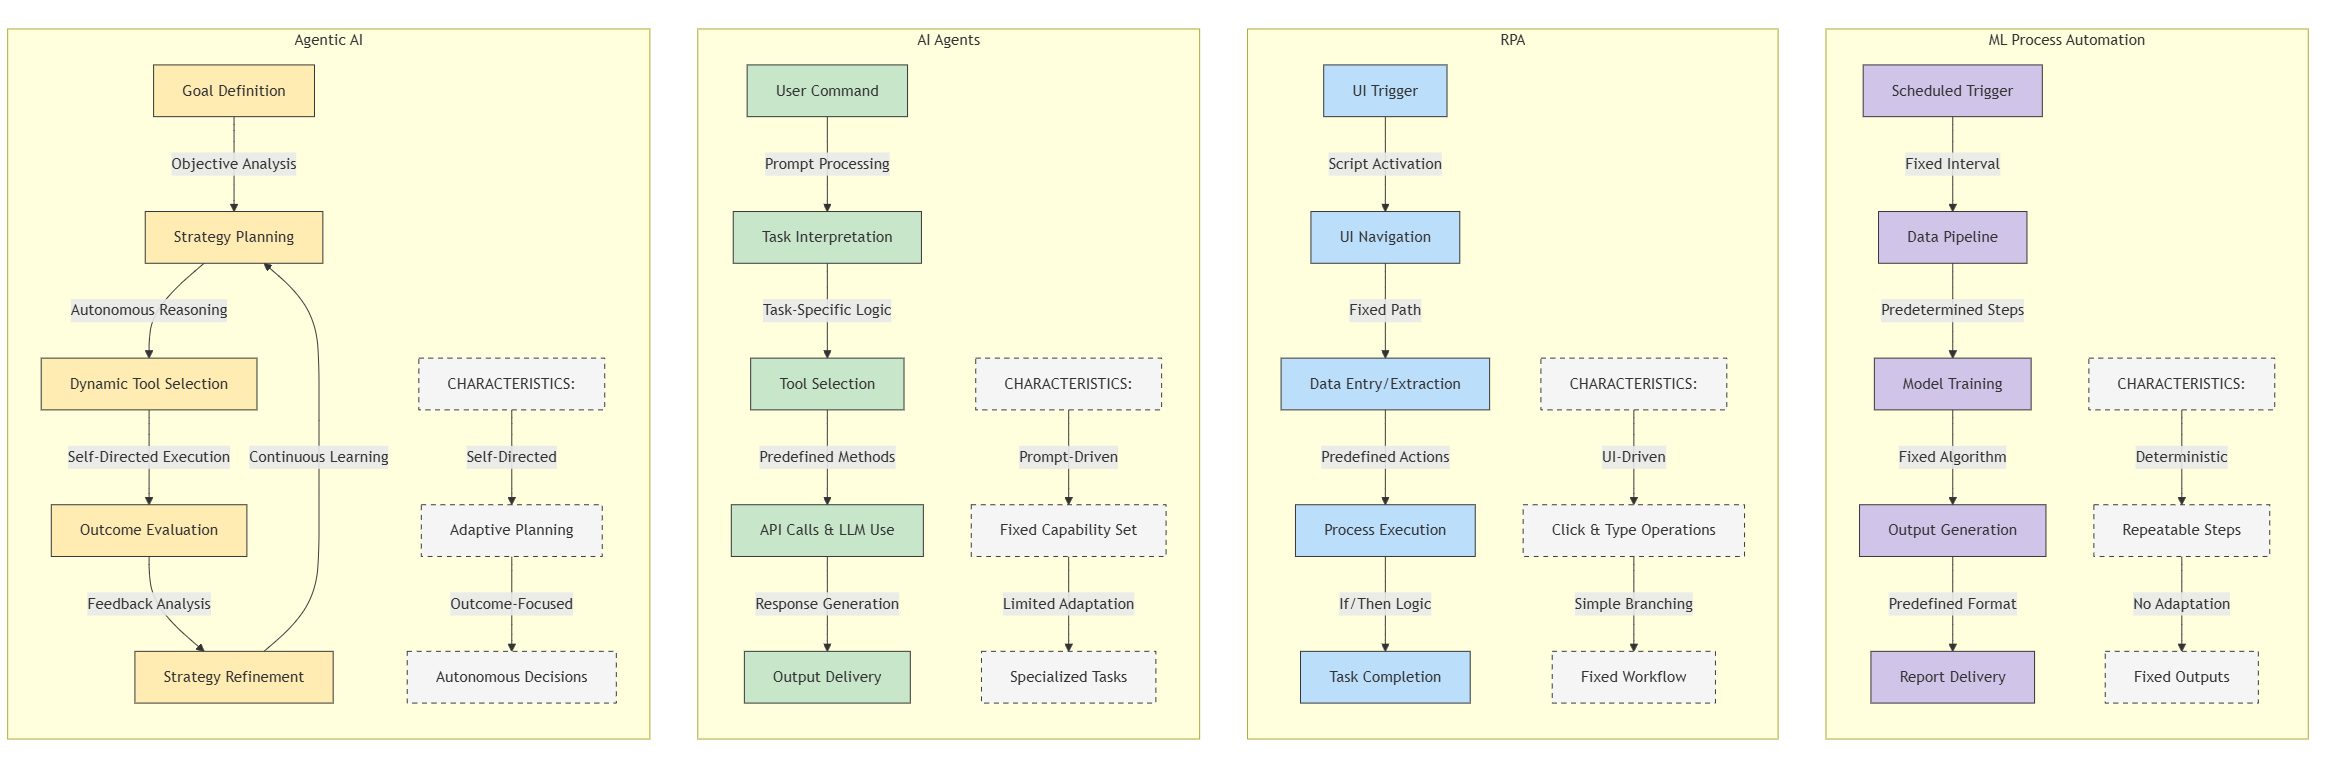 Agentic AI
Goal Definition
Objective Analysis
Strategy Planning
Autonomous Reasoning
Dynamic Tool Selection
Self-Directed Execution
Continuous Learning
Outcome Evaluation
Feedback Analysis
Strategy Refinement
CHARACTERISTICS:
Self-Directed
Adaptive Planning
Outcome-Focused
Autonomous Decisions
AI Agents
User Command
Prompt Processing
Task Interpretation
Task-Specific Logic
Tool Selection
Predefined Methods
API Calls & LLM Use
Response Generation
Output Delivery
CHARACTERISTICS:
Prompt-Driven
Fixed Capability Set
Limited Adaptation
Specialized Tasks
RPA
UI Trigger
Script Activation
UI Navigation
Fixed Path
Data Entry/Extraction
Predefined Actions
Process Execution
If/Then Logic
Task Completion
CHARACTERISTICS:
UI-Driven
Click & Type Operations
Simple Branching
Fixed Workflow
ML Process Automation
Scheduled Trigger
Fixed Interval
Data Pipeline
Predetermined Steps
Model Training
Fixed Algorithm
Output Generation
Predefined Format
Report Delivery
CHARACTERISTICS:
Deterministic
Repeatable Steps
No Adaptation
Fixed Outputs